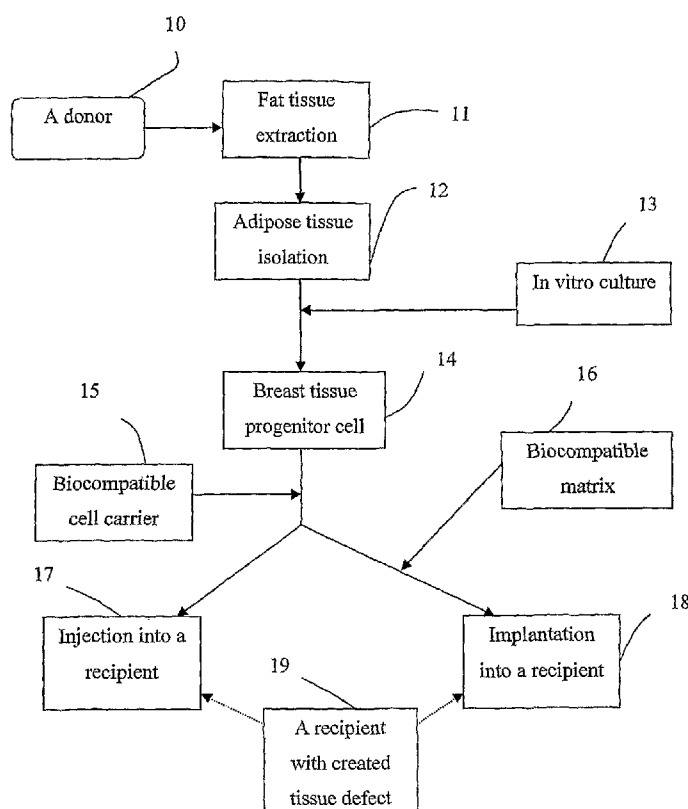 10
A donor
Fat tissue
extraction
11
12
Adipose tissue
isolation
13
In vitro culture
14
Breast tissue
progenitor cell
15
16
Biocompatible
cell carrier
Biocompatible
matrix
17
Injection into a
recipient
18
Implantation
into a recipient
19
A recipient
with created
tissue defect